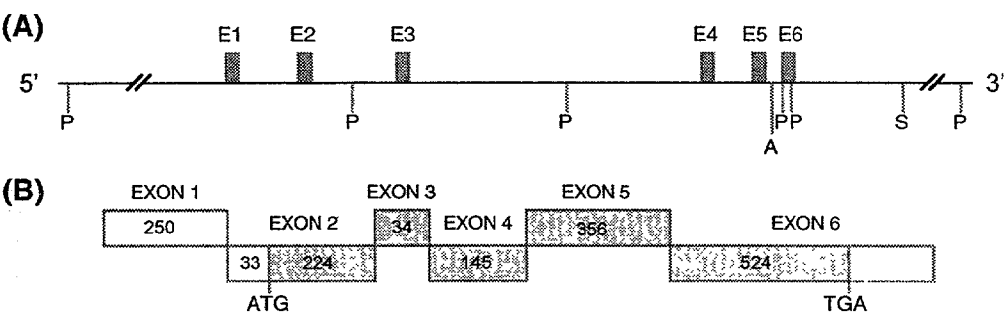 (A)
E1 E2 E3 E4 E5 E6
5' 3'
P P P PP S P
A
(B)
EXON 1 EXON 2 EXON 3 EXON 4 EXON 5 EXON 6
250 33 224 34 145 356 524
ATG TGA